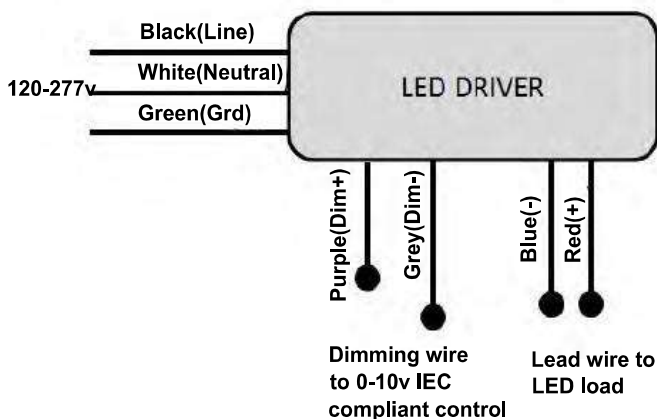 Black(Line)
White(Neutral)
120-277v
Green(Grd)
LED DRIVER
Purple(Dim+)
Grey(Dim-)
Blue(-)
Red(+)
Dimming wire
to 0-10v IEC
compliant control
Lead wire to
LED load